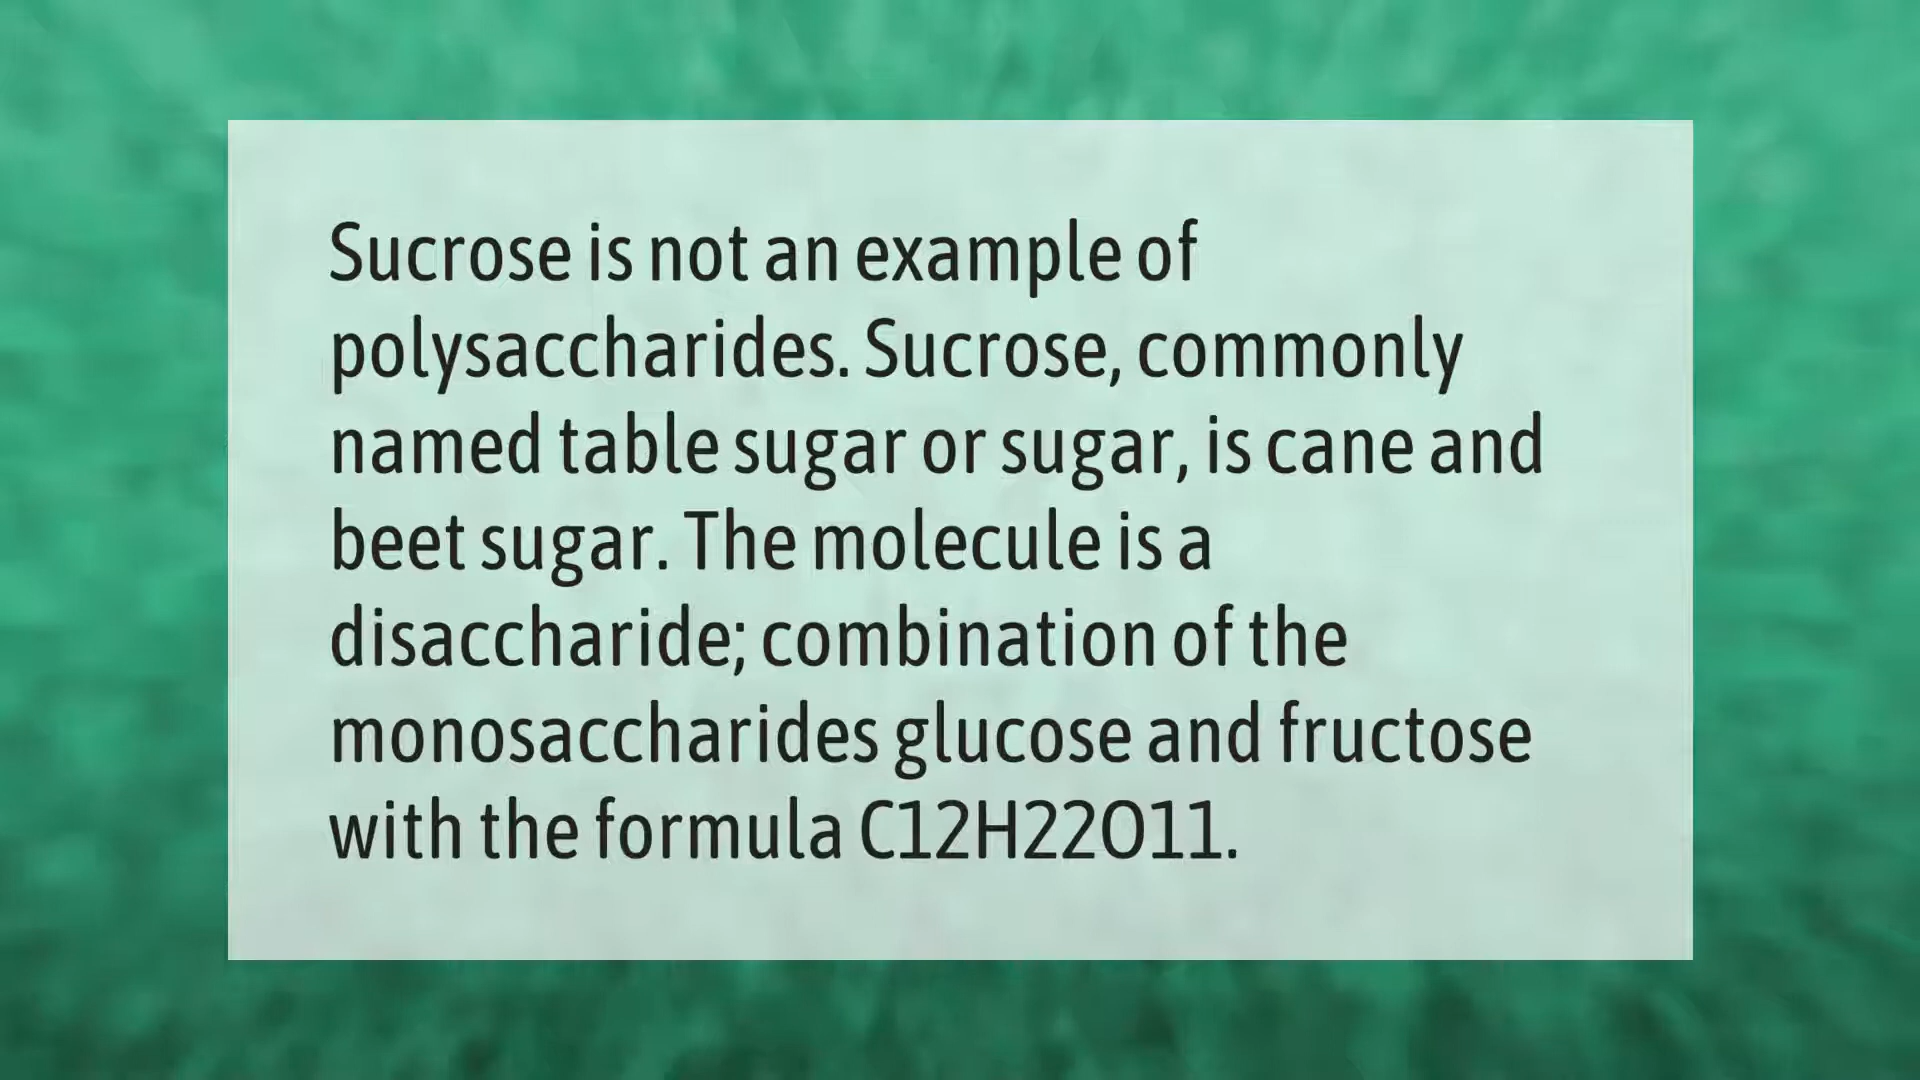 Sucrose is not an example of
polysaccharides. Sucrose, commonly
named table sugar or sugar, is cane and
beet sugar. The molecule is a
disaccharide; combination of the
monosaccharides glucose and fructose
with the formula C12H22O11.